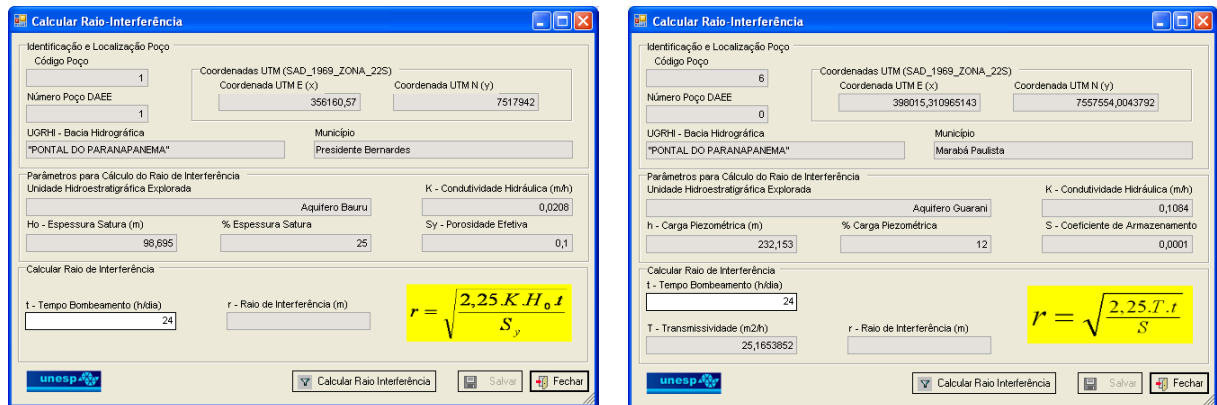 Calcular Raio-Interferência
Identificação e Localização Poço
Código Poço
1
Número Poço DAEE
1
Coordenadas UTM (SAD_1969_ZONA_22S)
Coordenada UTM E (x)
Coordenada UTM N (y)
356160,57
7517942
UGRHI - Bacia Hidrográfica
Município
"PONTAL DO PARANAPANEMA"
Presidente Bernardes
Parâmetros para Cálculo do Raio de Interferência
Unidade Hidroestratigráfica Explorada
K - Condutividade Hidráulica (m/h)
Aquifero Bauru
0,0208
Ho - Espessura Satura (m)
% Espessura Satura
Sy - Porosidade Efetiva
98,695
25
0,1
Calcular Raio de Interferência
t - Tempo Bombeamento (h/dia)
r - Raio de Interferência (m)
24
r = √(2,25.K.H₀.t / S_y)
unesp
Calcular Raio Interferência
Salvar
Fechar
Calcular Raio-Interferência
Identificação e Localização Poço
Código Poço
6
Número Poço DAEE
0
Coordenadas UTM (SAD_1969_ZONA_22S)
Coordenada UTM E (x)
Coordenada UTM N (y)
398015,310965143
7557554,0043792
UGRHI - Bacia Hidrográfica
Município
"PONTAL DO PARANAPANEMA"
Marabá Paulista
Parâmetros para Cálculo do Raio de Interferência
Unidade Hidroestratigráfica Explorada
K - Condutividade Hidráulica (m/h)
Aquifero Guarani
0,1084
h - Carga Piezométrica (m)
% Carga Piezométrica
S - Coeficiente de Armazenamento
232,153
12
0,0001
Calcular Raio de Interferência
t - Tempo Bombeamento (h/dia)
24
T - Transmissividade (m2/h)
r - Raio de Interferência (m)
25,1653852
r = √(2,25.T.t / S)
unesp
Calcular Raio Interferência
Salvar
Fechar